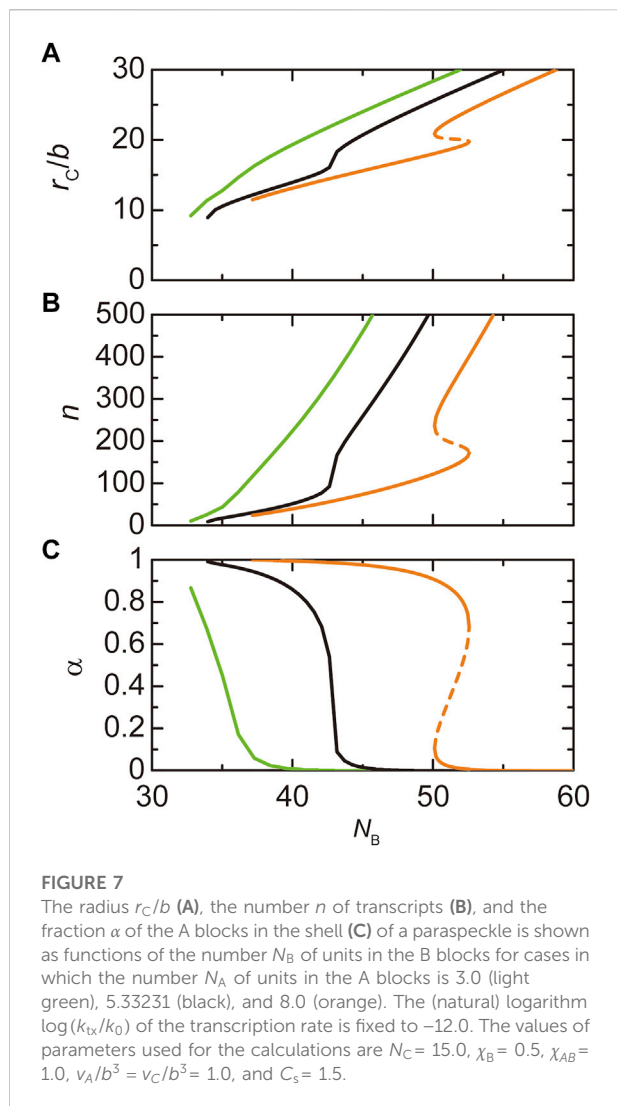 A
30
20
10
0
r_C/b
B
500
400
300
200
100
0
n
C
1
0.8
0.6
0.4
0.2
0
α
30 40 50 60
N_B
FIGURE 7
The radius r_C/b (A), the number n of transcripts (B), and the
fraction α of the A blocks in the shell (C) of a paraspeckle is shown
as functions of the number N_B of units in the B blocks for cases in
which the number N_A of units in the A blocks is 3.0 (light
green), 5.33231 (black), and 8.0 (orange). The (natural) logarithm
log(k_tx/k_0) of the transcription rate is fixed to −12.0. The values of
parameters used for the calculations are N_C = 15.0, χ_B = 0.5, χ_AB =
1.0, v_A/b³ = v_C/b³ = 1.0, and C_s = 1.5.